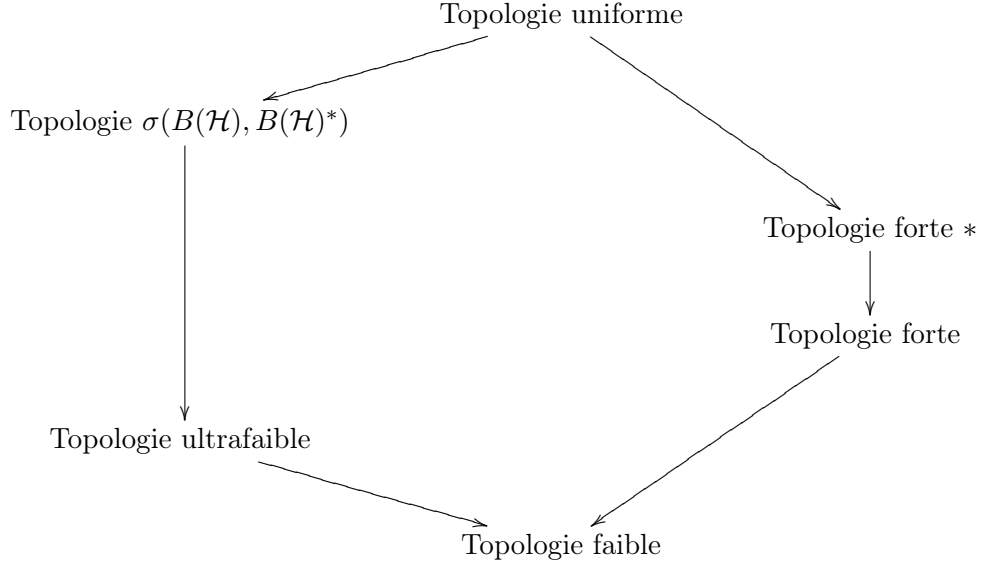 Topologie uniforme
Topologie σ(B(ℋ), B(ℋ)*)
Topologie forte *
Topologie forte
Topologie ultrafaible
Topologie faible